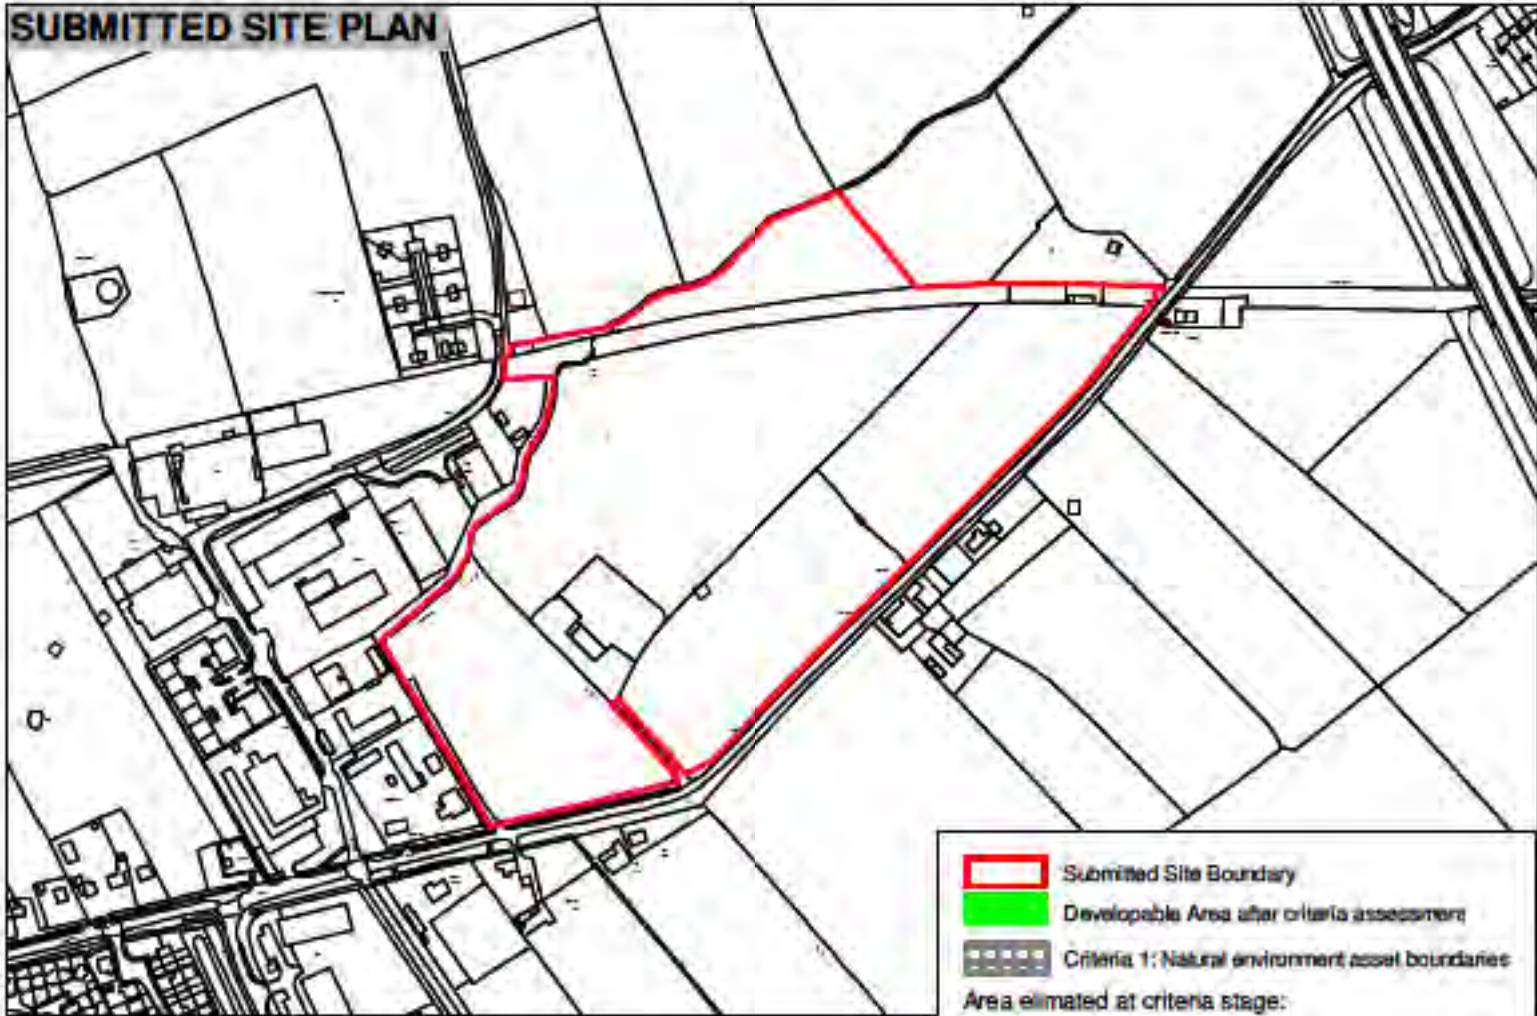 SUBMITTED SITE PLAN
Submitted Site Boundary
Developable Area after criteria assessment
Criteria 1: Natural environment asset boundaries
Area elimated at criteria stage: